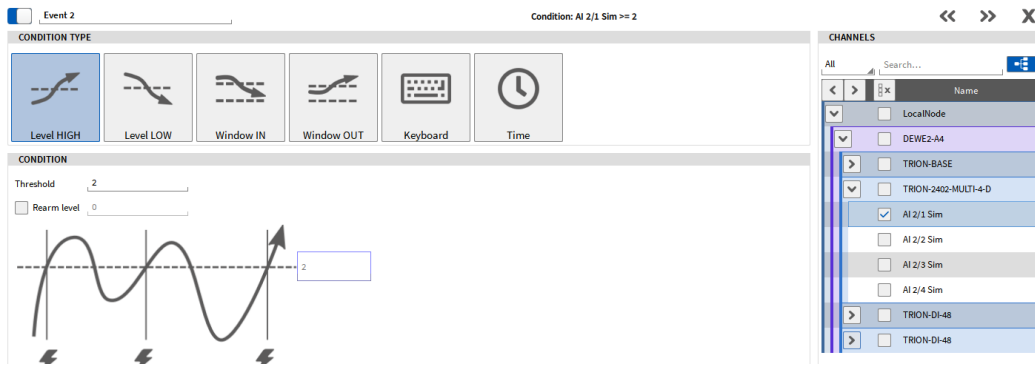 Event 2
Condition: AI 2/1 Sim >= 2
CONDITION TYPE
Level HIGH
Level LOW
Window IN
Window OUT
Keyboard
Time
CONDITION
Threshold 2
Rearm level 0
2
CHANNELS
All Search...
Name
LocalNode
DEWE2-A4
TRION-BASE
TRION-2402-MULTI-4-D
AI 2/1 Sim
AI 2/2 Sim
AI 2/3 Sim
AI 2/4 Sim
TRION-DI-48
TRION-DI-48